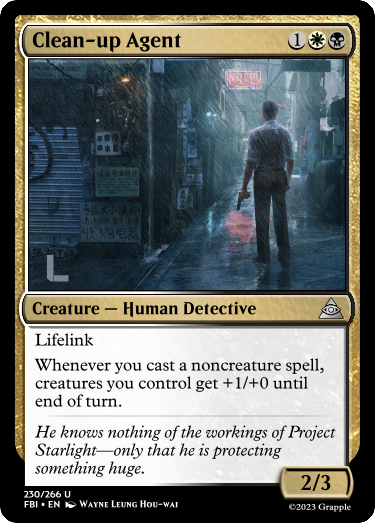 Clean-up Agent 1
Creature — Human Detective
Lifelink
Whenever you cast a noncreature spell,
creatures you control get +1/+0 until
end of turn.
He knows nothing of the workings of Project
Starlight—only that he is protecting
something huge.
2/3
230/266 U
FBI • EN Wayne Leung Hou-wai
©2023 Grapple